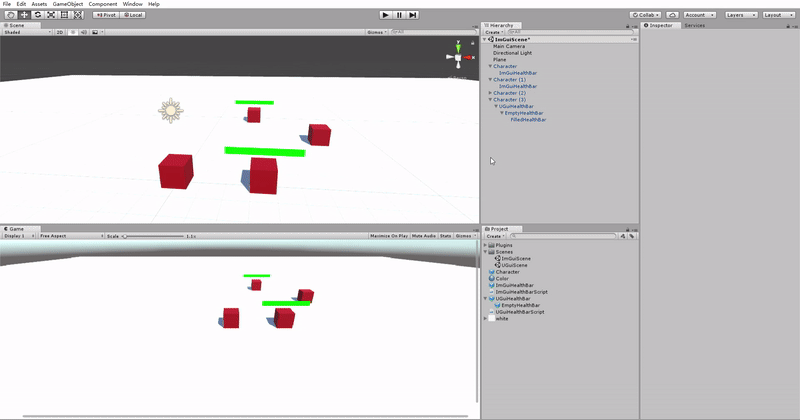 File Edit Assets GameObject Component Window Help
Pivot Local
Collab Account Layers Layout
Scene
Shaded 2D Gizmos All
Hierarchy
Create All
ImGuiScene*
Main Camera
Directional Light
Plane
Character
ImGuiHealthBar
Character (1)
ImGuiHealthBar
Character (2)
Character (3)
UGuiHealthBar
EmptyHealthBar
FilledHealthBar
Inspector Services
Game
Display 1 Free Aspect Scale 1.1x Maximize On Play Mute Audio Stats Gizmos
Project
Create
Plugins
Scenes
ImGuiScene
UGuiScene
Character
Color
ImGuiHealthBar
ImGuiHealthBarScript
UGuiHealthBar
EmptyHealthBar
UGuiHealthBarScript
white